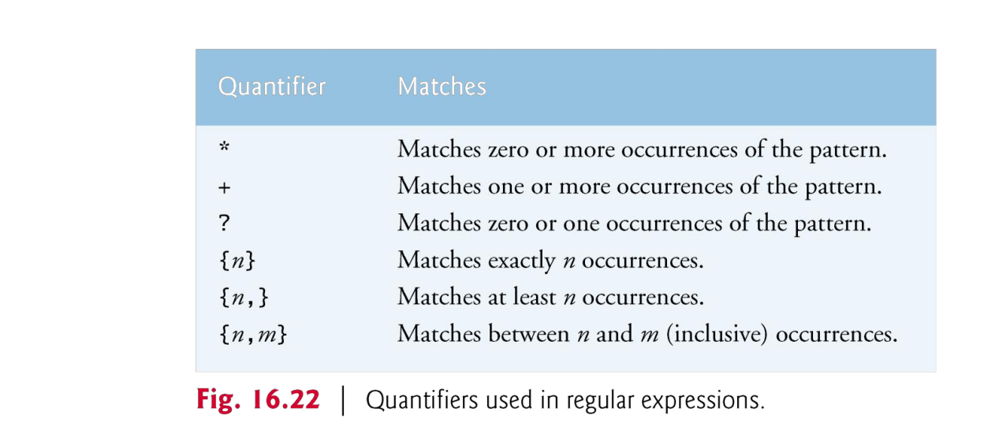 Quantifier Matches
* Matches zero or more occurrences of the pattern.
+ Matches one or more occurrences of the pattern.
? Matches zero or one occurrences of the pattern.
{n} Matches exactly n occurrences.
{n,} Matches at least n occurrences.
{n,m} Matches between n and m (inclusive) occurrences.
Fig. 16.22 | Quantifiers used in regular expressions.